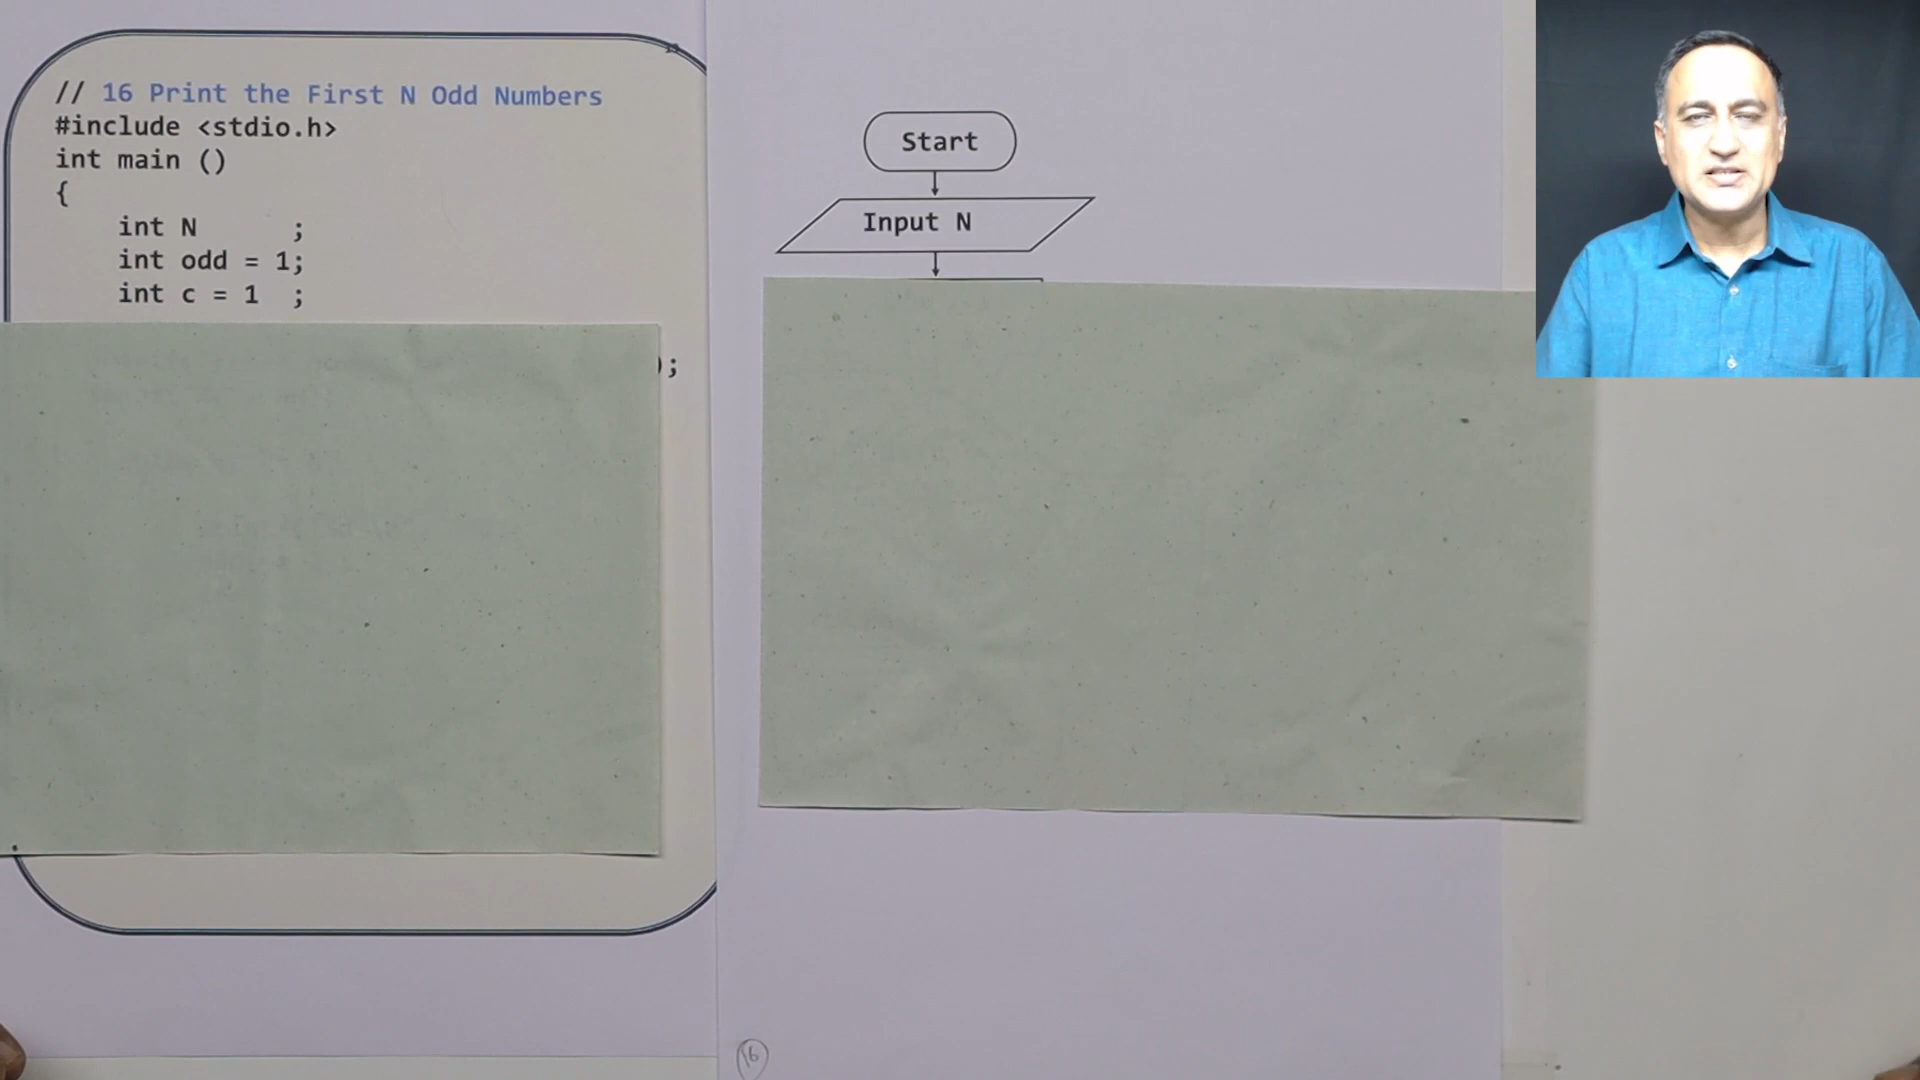 // 16 Print the First N Odd Numbers
#include <stdio.h>
int main ()
{
int N ;
int odd = 1;
int c = 1 ;
);
Start
Input N
16